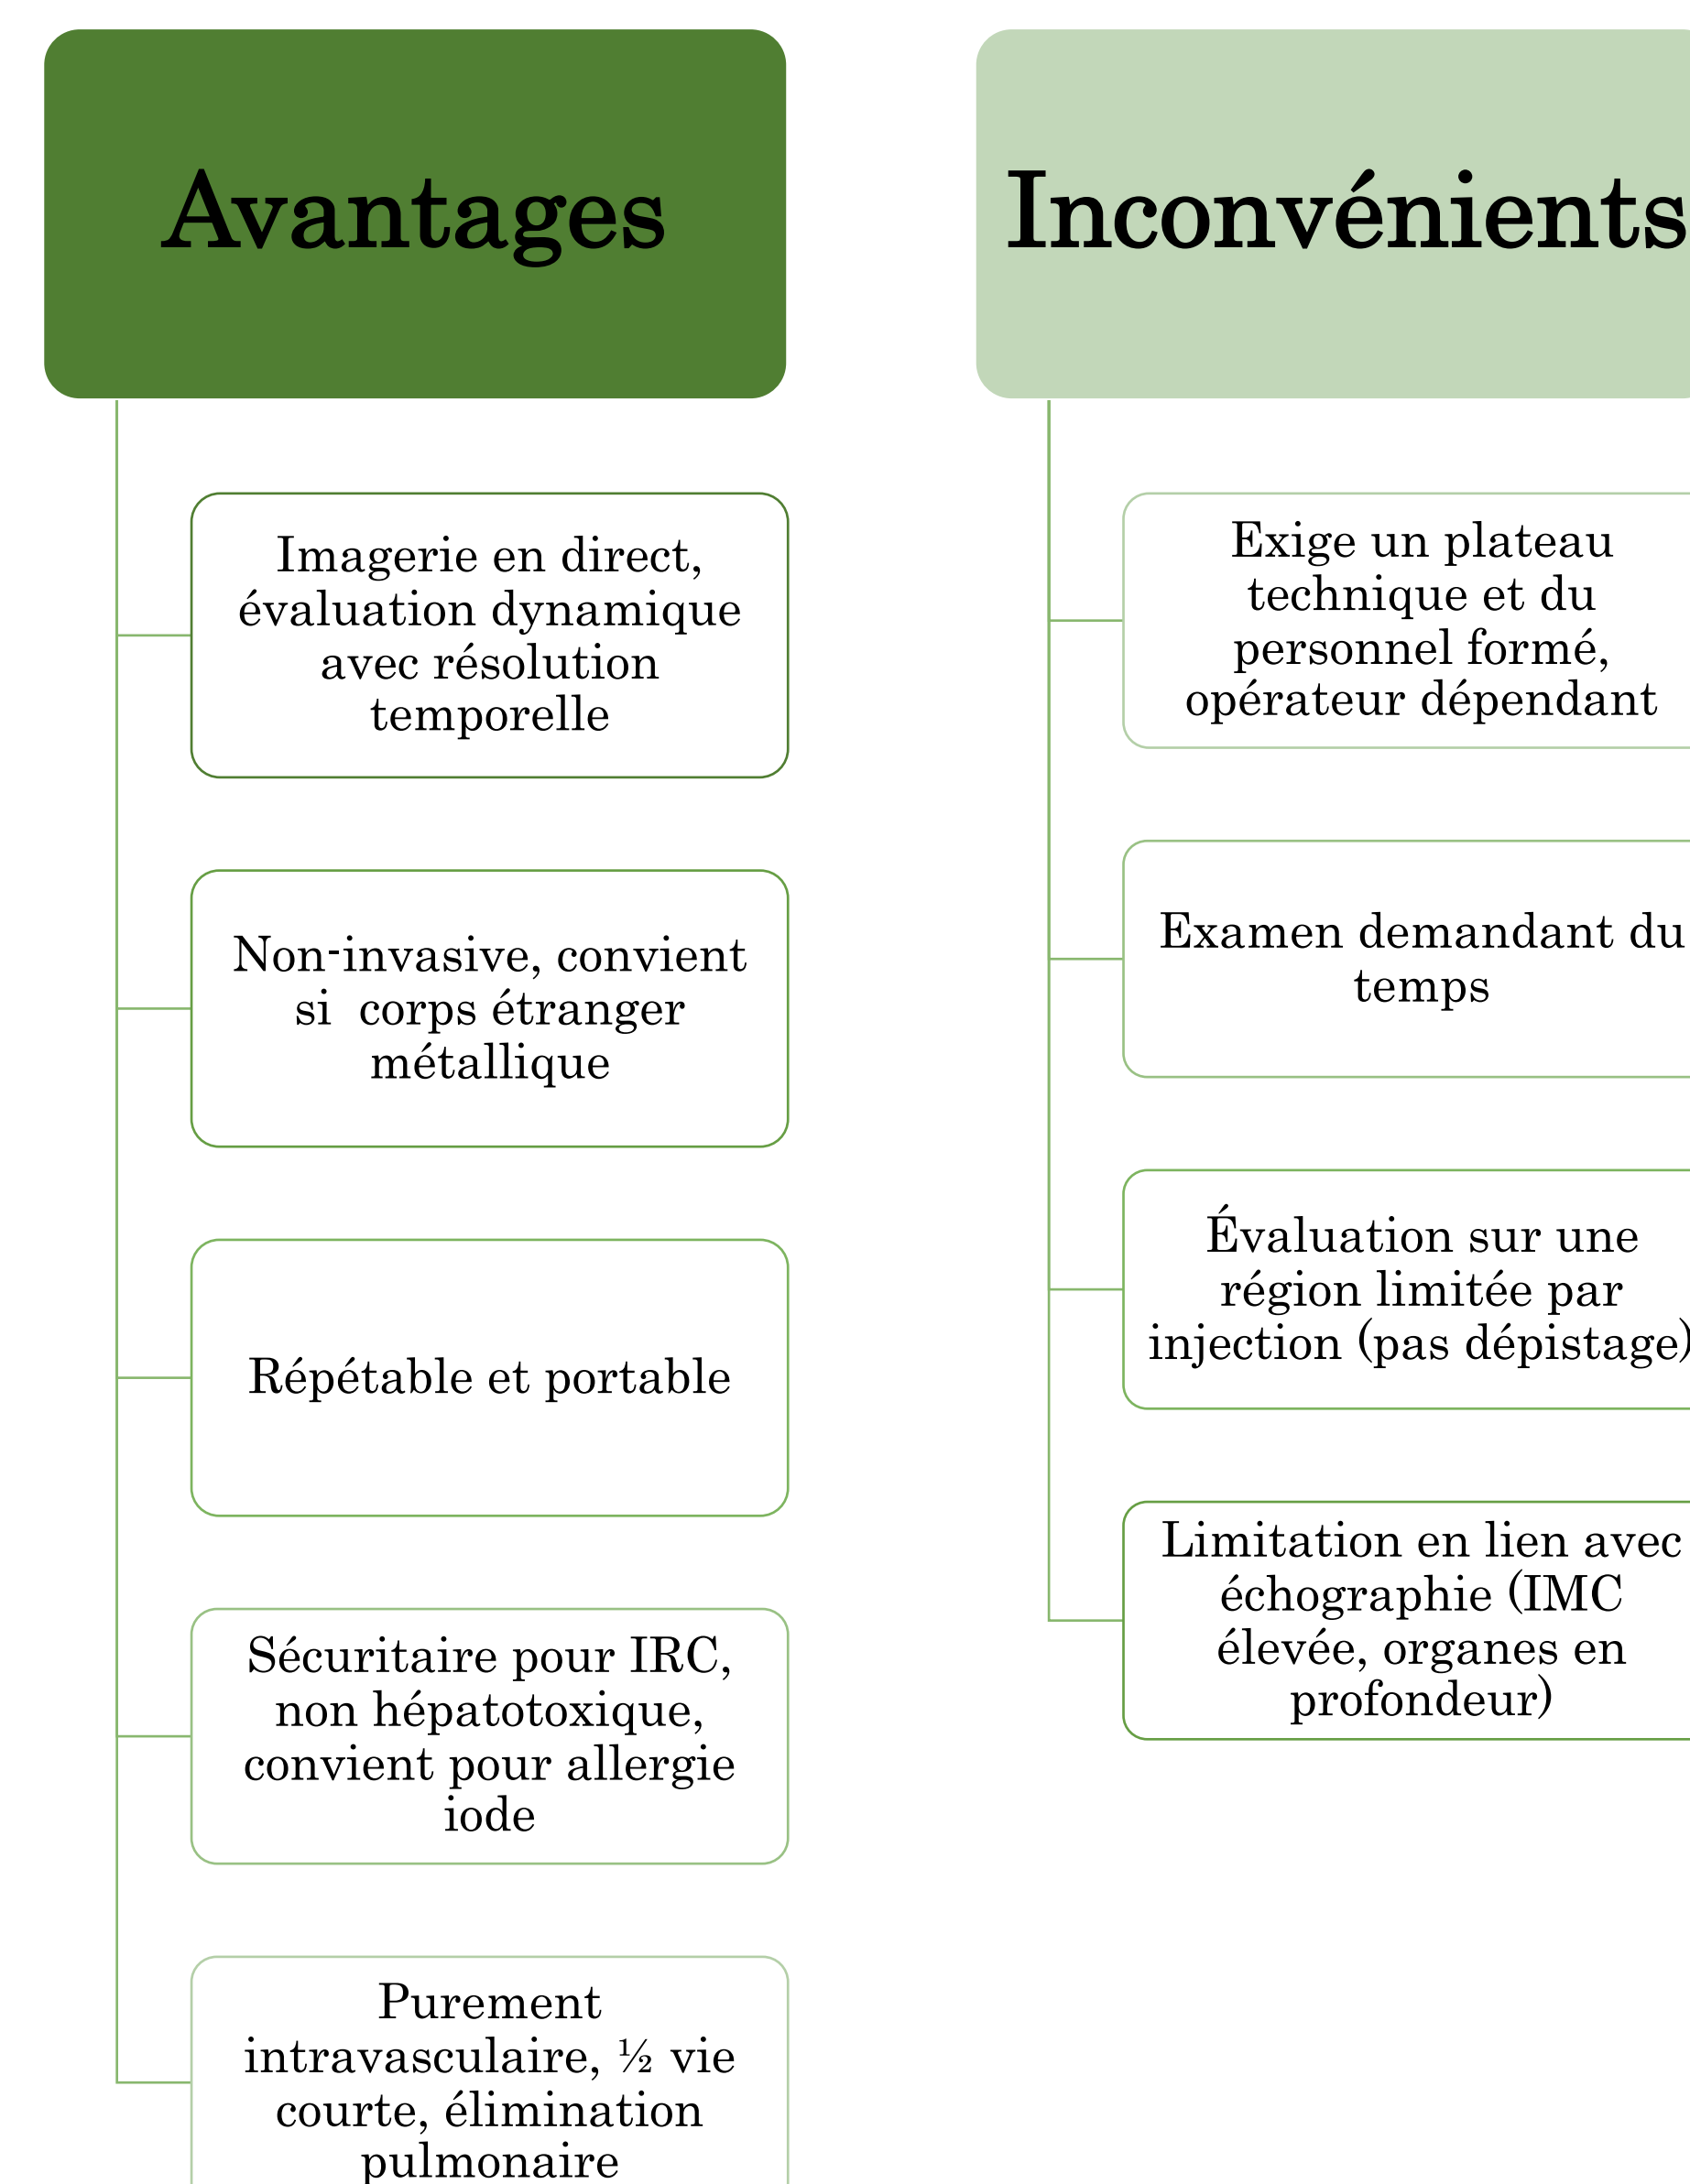 Avantages
Imagerie en direct,
évaluation dynamique
avec résolution
temporelle
Non-invasive, convient
si  corps étranger
métallique
Répétable et portable
Sécuritaire pour IRC,
non hépatotoxique,
convient pour allergie
iode
Purement
intravasculaire, ½ vie
courte, élimination
pulmonaire
Inconvénients
Exige un plateau
technique et du
personnel formé,
opérateur dépendant
Examen demandant du
temps
Évaluation sur une
région limitée par
injection (pas dépistage)
Limitation en lien avec
échographie (IMC
élevée, organes en
profondeur)